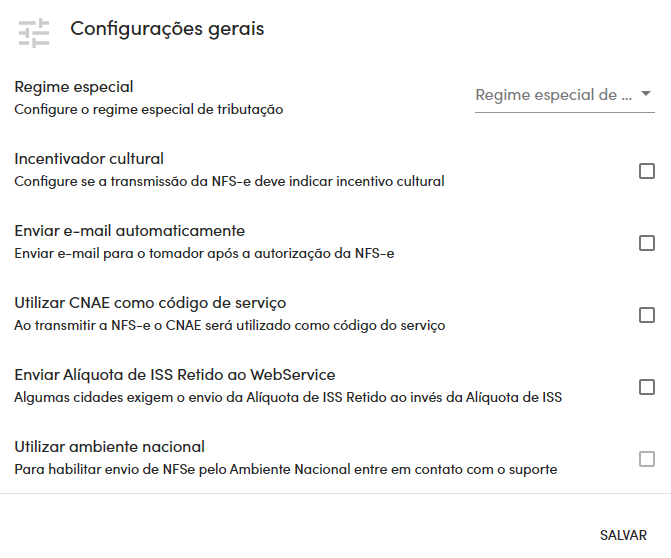 Configurações gerais
Regime especial
Configure o regime especial de tributação
Regime especial de ...
Incentivador cultural
Configure se a transmissão da NFS-e deve indicar incentivo cultural
Enviar e-mail automaticamente
Enviar e-mail para o tomador após a autorização da NFS-e
Utilizar CNAE como código de serviço
Ao transmitir a NFS-e o CNAE será utilizado como código do serviço
Enviar Alíquota de ISS Retido ao WebService
Algumas cidades exigem o envio da Alíquota de ISS Retido ao invés da Alíquota de ISS
Utilizar ambiente nacional
Para habilitar envio de NFSe pelo Ambiente Nacional entre em contato com o suporte
SALVAR